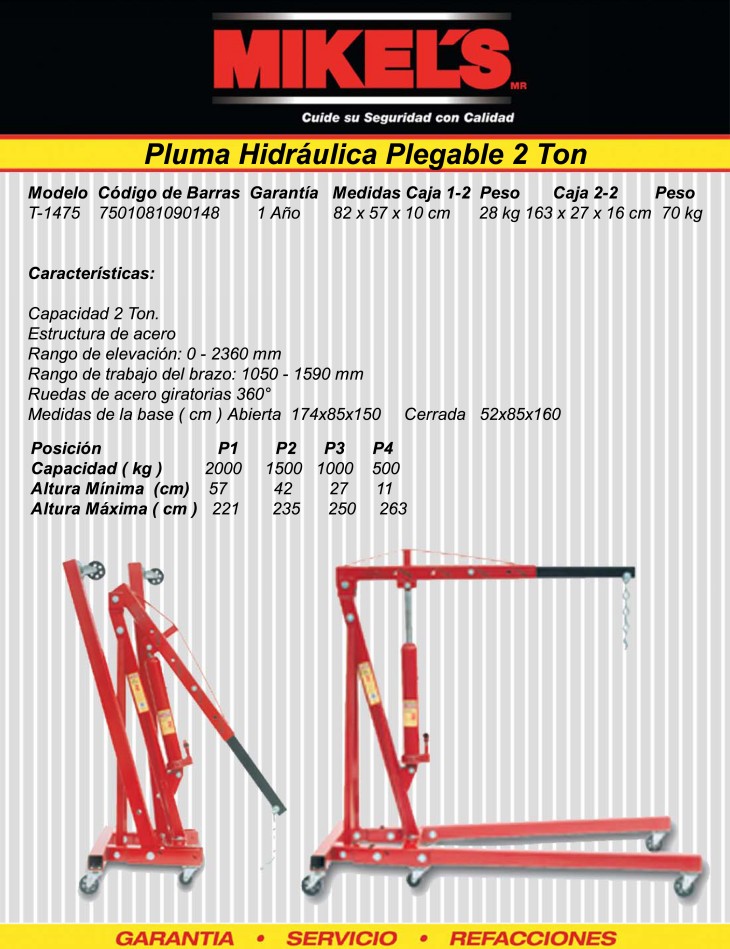 MIKEL'S MR
Cuide su Seguridad con Calidad
Pluma Hidráulica Plegable 2 Ton
Modelo Código de Barras Garantía Medidas Caja 1-2 Peso Caja 2-2 Peso
T-1475 7501081090148 1 Año 82 x 57 x 10 cm 28 kg 163 x 27 x 16 cm 70 kg
Características:
Capacidad 2 Ton.
Estructura de acero
Rango de elevación: 0 - 2360 mm
Rango de trabajo del brazo: 1050 - 1590 mm
Ruedas de acero giratorias 360°
Medidas de la base ( cm ) Abierta 174x85x150 Cerrada 52x85x160
Posición P1 P2 P3 P4
Capacidad ( kg ) 2000 1500 1000 500
Altura Mínima (cm) 57 42 27 11
Altura Máxima ( cm ) 221 235 250 263
GARANTIA • SERVICIO • REFACCIONES